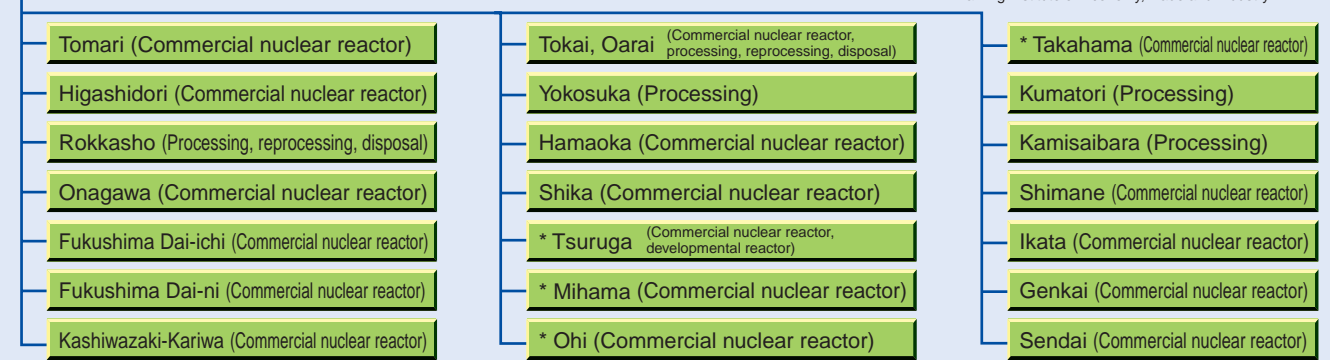 Tomari (Commercial nuclear reactor)
Higashidori (Commercial nuclear reactor)
Rokkasho (Processing, reprocessing, disposal)
Onagawa (Commercial nuclear reactor)
Fukushima Dai-ichi (Commercial nuclear reactor)
Fukushima Dai-ni (Commercial nuclear reactor)
Kashiwazaki-Kariwa (Commercial nuclear reactor)
Tokai, Oarai (Commercial nuclear reactor,
processing, reprocessing, disposal)
Yokosuka (Processing)
Hamaoka (Commercial nuclear reactor)
Shika (Commercial nuclear reactor)
* Tsuruga (Commercial nuclear reactor,
developmental reactor)
* Mihama (Commercial nuclear reactor)
* Ohi (Commercial nuclear reactor)
* Takahama (Commercial nuclear reactor)
Kumatori (Processing)
Kamisaibara (Processing)
Shimane (Commercial nuclear reactor)
Ikata (Commercial nuclear reactor)
Genkai (Commercial nuclear reactor)
Sendai (Commercial nuclear reactor)